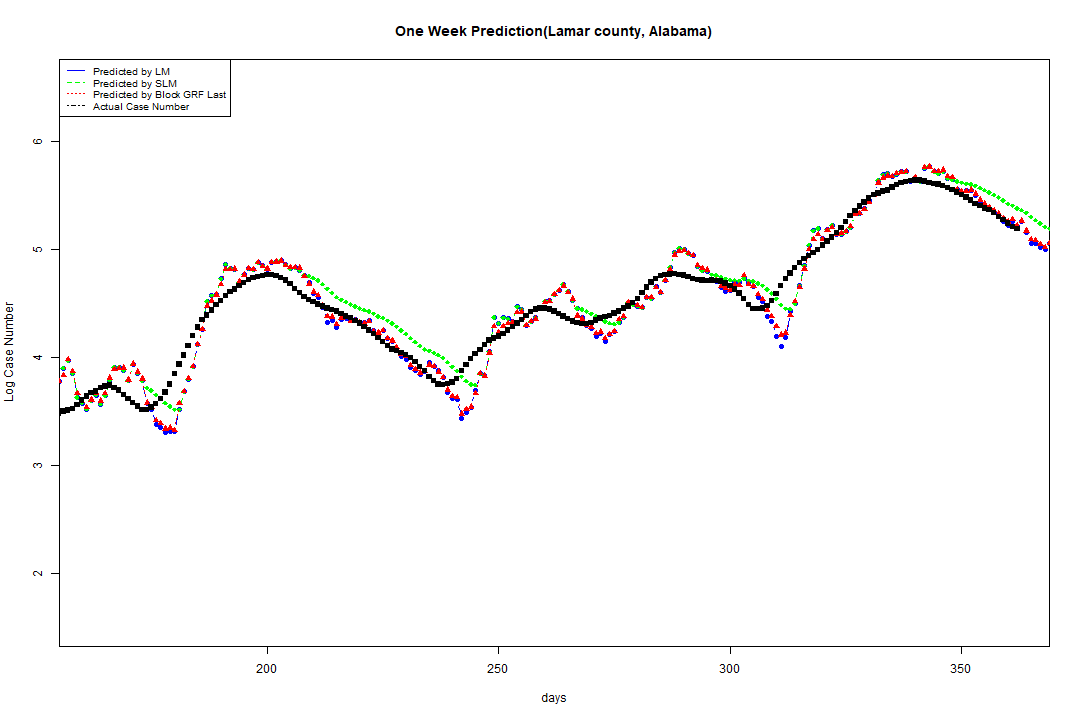 One Week Prediction(Lamar county, Alabama)
Predicted by LM
Predicted by SLM
Predicted by Block GRF Last
Actual Case Number
6
5
4
3
2
Log Case Number
200
250
300
350
days